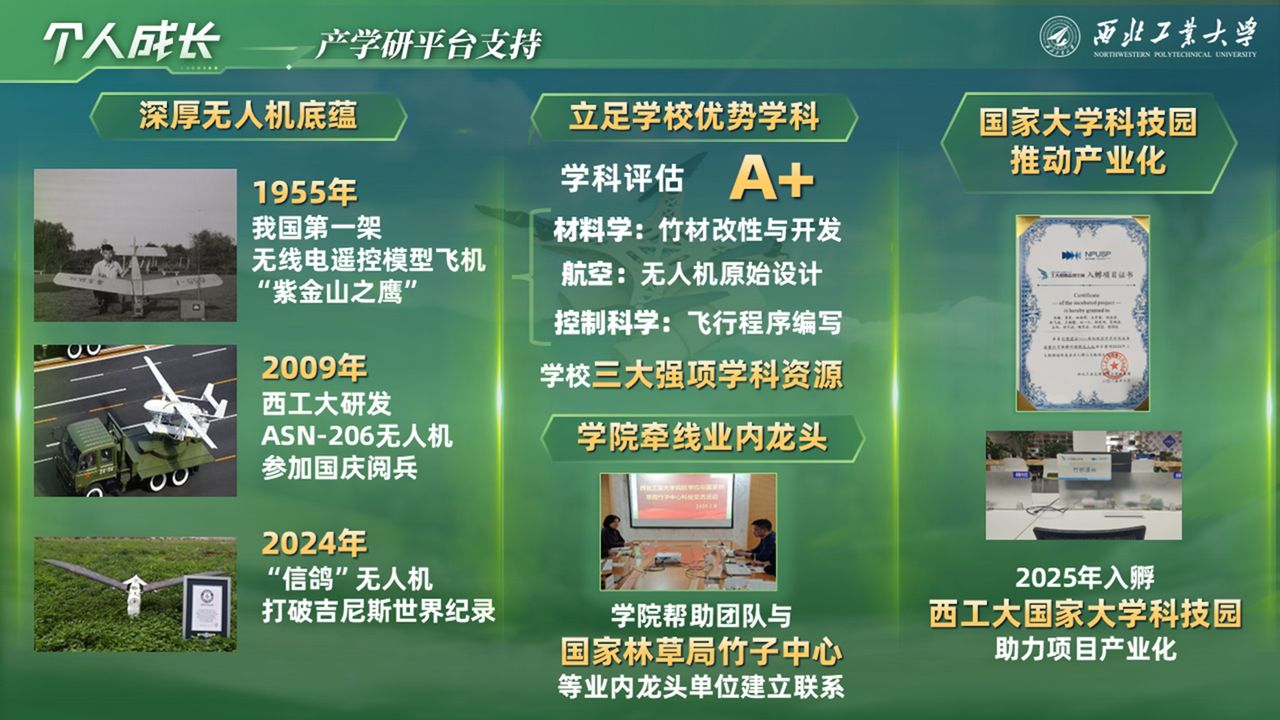 个人成长
产学研平台支持
西北工业大学
NORTHWESTERN POLYTECHNICAL UNIVERSITY
深厚无人机底蕴
1955年
我国第一架
无线电遥控模型飞机
“紫金山之鹰”
2009年
西工大研发
ASN-206无人机
参加国庆阅兵
2024年
“信鸽”无人机
打破吉尼斯世界纪录
立足学校优势学科
学科评估 A+
材料学：竹材改性与开发
航空：无人机原始设计
控制科学：飞行程序编写
学校三大强项学科资源
学院牵线业内龙头
学院帮助团队与
国家林草局竹子中心
等业内龙头单位建立联系
国家大学科技园
推动产业化
NPUSP
入孵项目证书
Certificate
of the incubated project
is hereby granted to
2025年入孵
西工大国家大学科技园
助力项目产业化